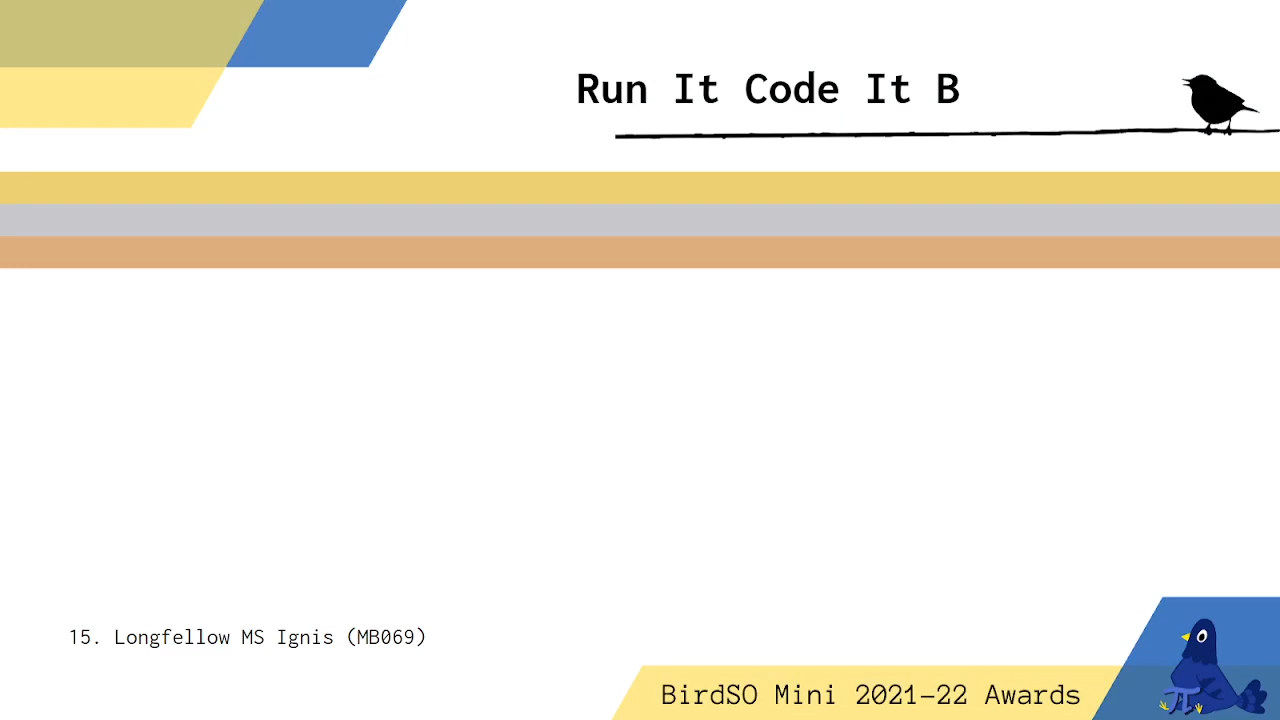 Run It Code It B
15. Longfellow MS Ignis (MB069)
BirdSO Mini 2021-22 Awards